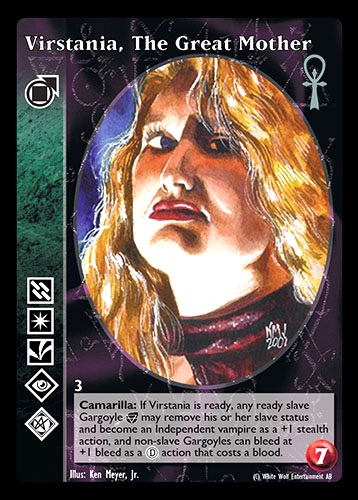 Virstania, The Great Mother
KMJ
2001
3
Camarilla: If Virstania is ready, any ready slave
Gargoyle may remove his or her slave status
and become an Independent vampire as a +1 stealth
action, and non-slave Gargoyles can bleed at
+1 bleed as a D action that costs a blood.
7
Illus: Ken Meyer, Jr.
(C) White Wolf Entertainment AB